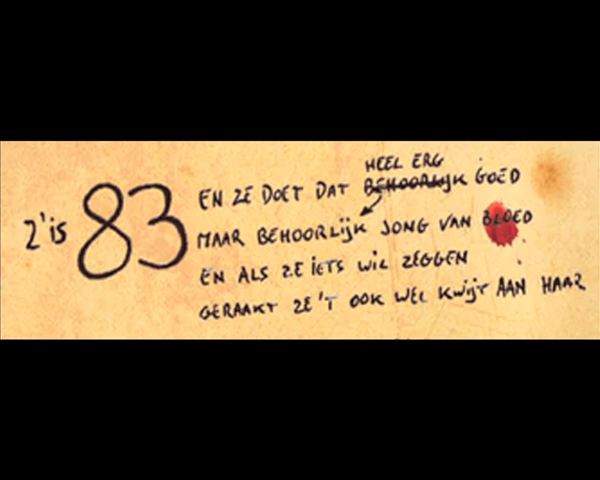 HEEL ERG
Z'is 83 EN ZE DOET DAT BEHOORLIJK GOED
MAAR BEHOORLIJK JONG VAN BLOED
EN ALS ZE iETS WiL ZEGGEN
GERAAKT ZE 'T OOK WEL KWIJT AAN HAAR